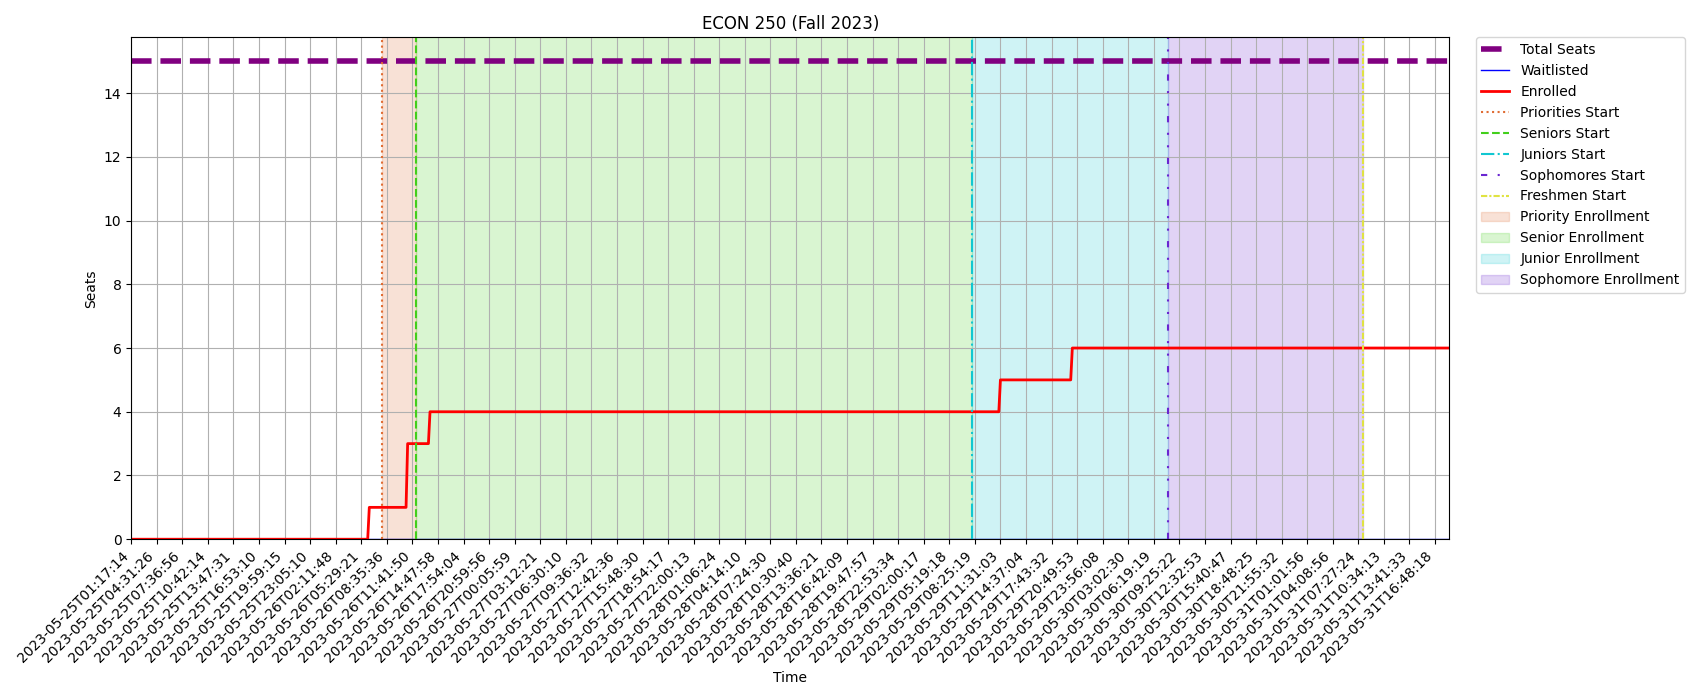 ECON 250 (Fall 2023)
Total Seats
Waitlisted
Enrolled
Priorities Start
Seniors Start
Juniors Start
Sophomores Start
Freshmen Start
Priority Enrollment
Senior Enrollment
Junior Enrollment
Sophomore Enrollment
Seats
14
12
10
8
6
4
2
0
2023-05-25T01:17:14
2023-05-25T04:31:26
2023-05-25T07:36:56
2023-05-25T10:42:14
2023-05-25T13:47:31
2023-05-25T16:53:10
2023-05-25T19:59:15
2023-05-25T23:05:10
2023-05-26T02:11:48
2023-05-26T05:29:21
2023-05-26T08:35:36
2023-05-26T11:41:50
2023-05-26T14:47:58
2023-05-26T17:54:04
2023-05-26T20:59:56
2023-05-27T00:05:59
2023-05-27T03:12:21
2023-05-27T06:30:10
2023-05-27T09:36:32
2023-05-27T12:42:36
2023-05-27T15:48:30
2023-05-27T18:54:17
2023-05-27T22:00:13
2023-05-28T01:06:24
2023-05-28T04:14:10
2023-05-28T07:24:30
2023-05-28T10:30:40
2023-05-28T13:36:21
2023-05-28T16:42:09
2023-05-28T19:47:57
2023-05-28T22:53:34
2023-05-29T02:00:17
2023-05-29T05:19:18
2023-05-29T08:25:19
2023-05-29T11:31:03
2023-05-29T14:37:04
2023-05-29T17:43:32
2023-05-29T20:49:53
2023-05-29T23:56:08
2023-05-30T03:02:30
2023-05-30T06:19:19
2023-05-30T09:25:22
2023-05-30T12:32:53
2023-05-30T15:40:47
2023-05-30T18:48:25
2023-05-30T21:55:32
2023-05-31T01:01:56
2023-05-31T04:08:56
2023-05-31T07:27:24
2023-05-31T10:34:13
2023-05-31T13:41:33
2023-05-31T16:48:18
Time